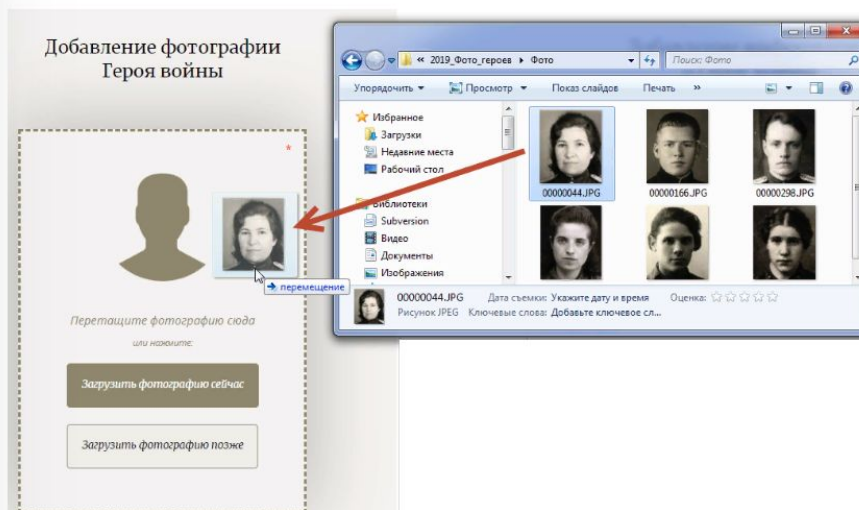 Добавление фотографии
Героя войны
*
Перетащите фотографию сюда
или нажмите:
Загрузить фотографию сейчас
Загрузить фотографию позже
перемещение
« 2019_Фото_героев ▸ Фото
Поиск: Фото
Упорядочить
Просмотр
Показ слайдов
Печать
»
Избранное
Загрузки
Недавние места
Рабочий стол
Библиотеки
Subversion
Видео
Документы
Изображения
00000044.JPG
00000166.JPG
00000298.JPG
00000044.JPG Дата съемки: Укажите дату и время Оценка:
Рисунок JPEG Ключевые слова: Добавьте ключевое сл...